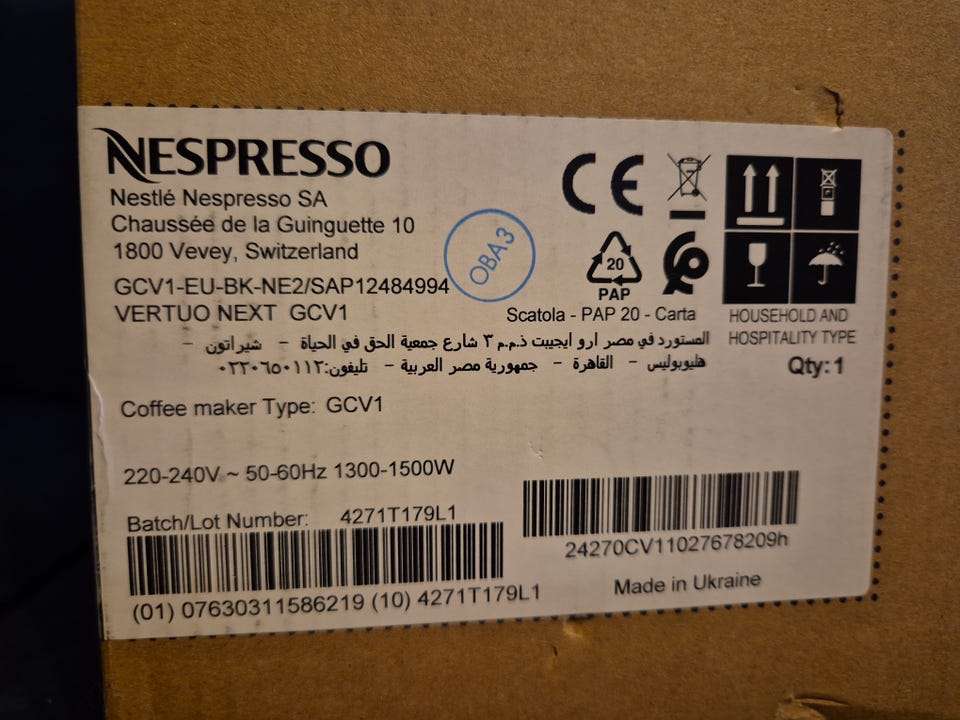 NESPRESSO
Nestlé Nespresso SA
Chaussée de la Guinguette 10
1800 Vevey, Switzerland
GCV1-EU-BK-NE2/SAP12484994
VERTUO NEXT GCV1
OBA3
CE
20
PAP
Scatola - PAP 20 - Carta
HOUSEHOLD AND
HOSPITALITY TYPE
Qty: 1
المستورد في مصر ارو ايجيبت ذ.م.م ٣ شارع جمعية الحق في الحياة - شيراتون -
هليوبوليس - القاهرة - جمهورية مصر العربية - تليفون:٠٢٢٠٦٥٠١١٢
Coffee maker Type: GCV1
220-240V ~ 50-60Hz 1300-1500W
Batch/Lot Number: 4271T179L1
(01) 07630311586219 (10) 4271T179L1
24270CV11027678209h
Made in Ukraine